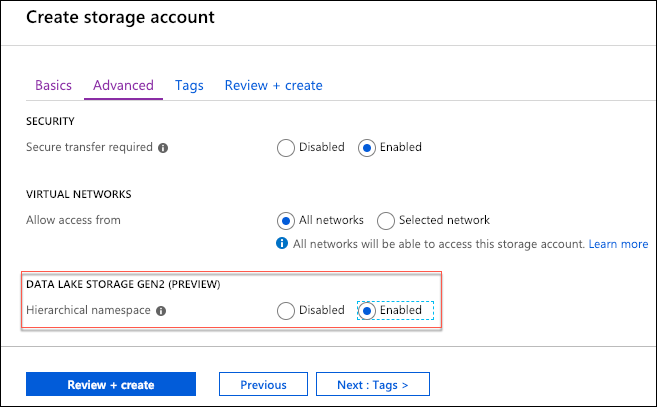 Create storage account
Basics Advanced Tags Review + create
SECURITY
Secure transfer required Disabled Enabled
VIRTUAL NETWORKS
Allow access from All networks Selected network
All networks will be able to access this storage account. Learn more
DATA LAKE STORAGE GEN2 (PREVIEW)
Hierarchical namespace Disabled Enabled
Review + create Previous Next : Tags >